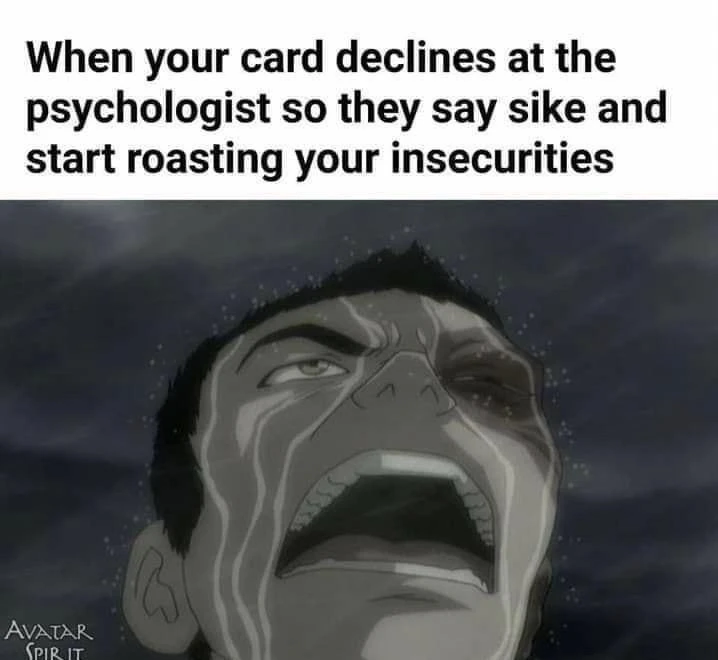 When your card declines at the
psychologist so they say sike and
start roasting your insecurities
AVATAR
SPIRIT